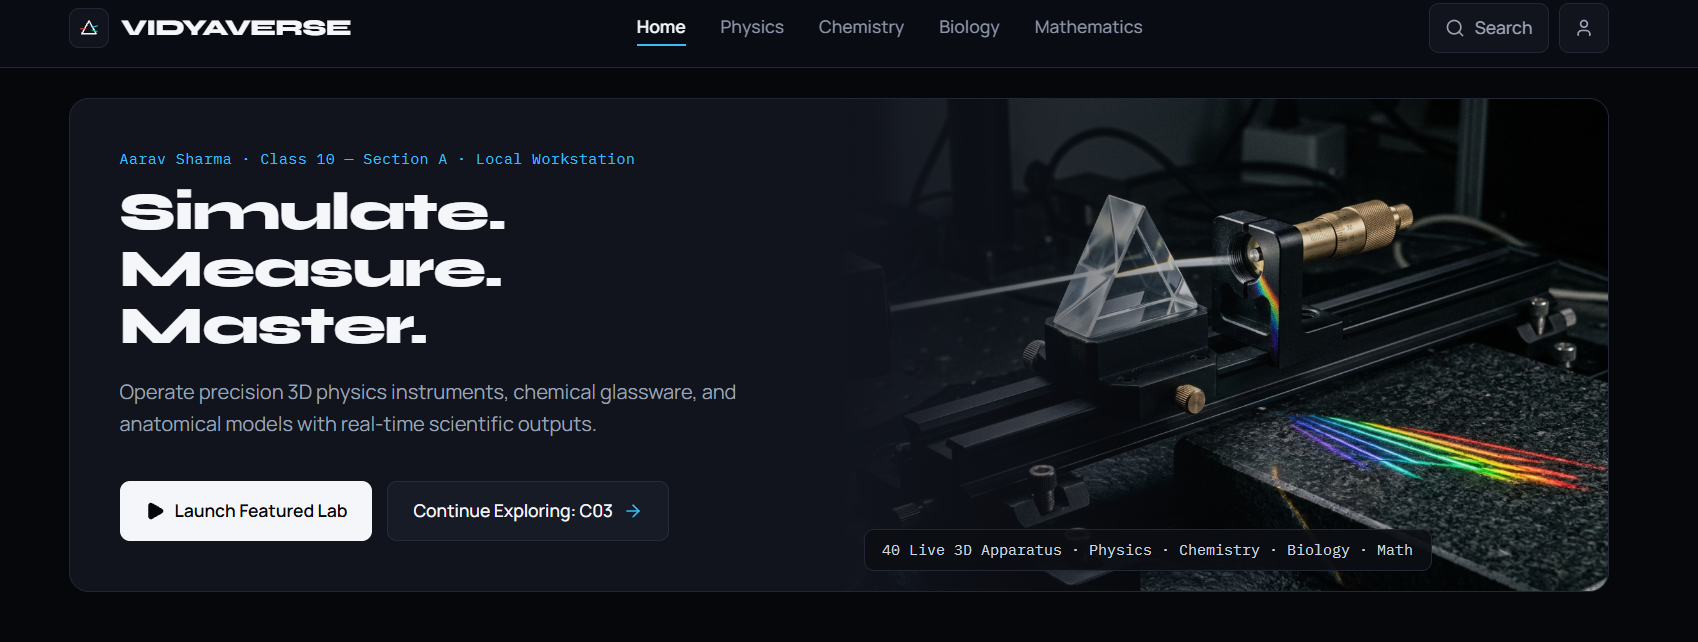 VIDYAVERSE
Home
Physics
Chemistry
Biology
Mathematics
Search
Aarav Sharma · Class 10 — Section A · Local Workstation
Simulate.
Measure.
Master.
Operate precision 3D physics instruments, chemical glassware, and
anatomical models with real-time scientific outputs.
Launch Featured Lab
Continue Exploring: C03 →
40 Live 3D Apparatus · Physics · Chemistry · Biology · Math